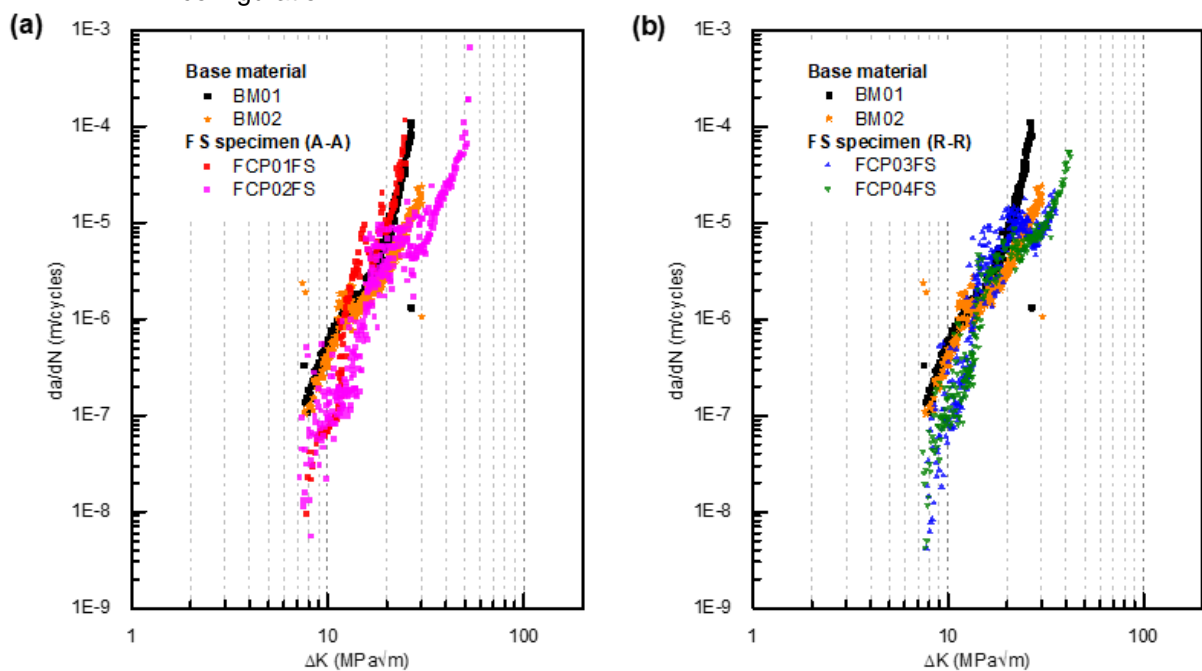 (a)
1E-3
1E-4
1E-5
1E-6
1E-7
1E-8
1E-9
da/dN (m/cycles)
Base material
BM01
BM02
FS specimen (A-A)
FCP01FS
FCP02FS
1
10
100
ΔK (MPa√m)
(b)
1E-3
1E-4
1E-5
1E-6
1E-7
1E-8
1E-9
da/dN (m/cycles)
Base material
BM01
BM02
FS specimen (R-R)
FCP03FS
FCP04FS
1
10
100
ΔK (MPa√m)